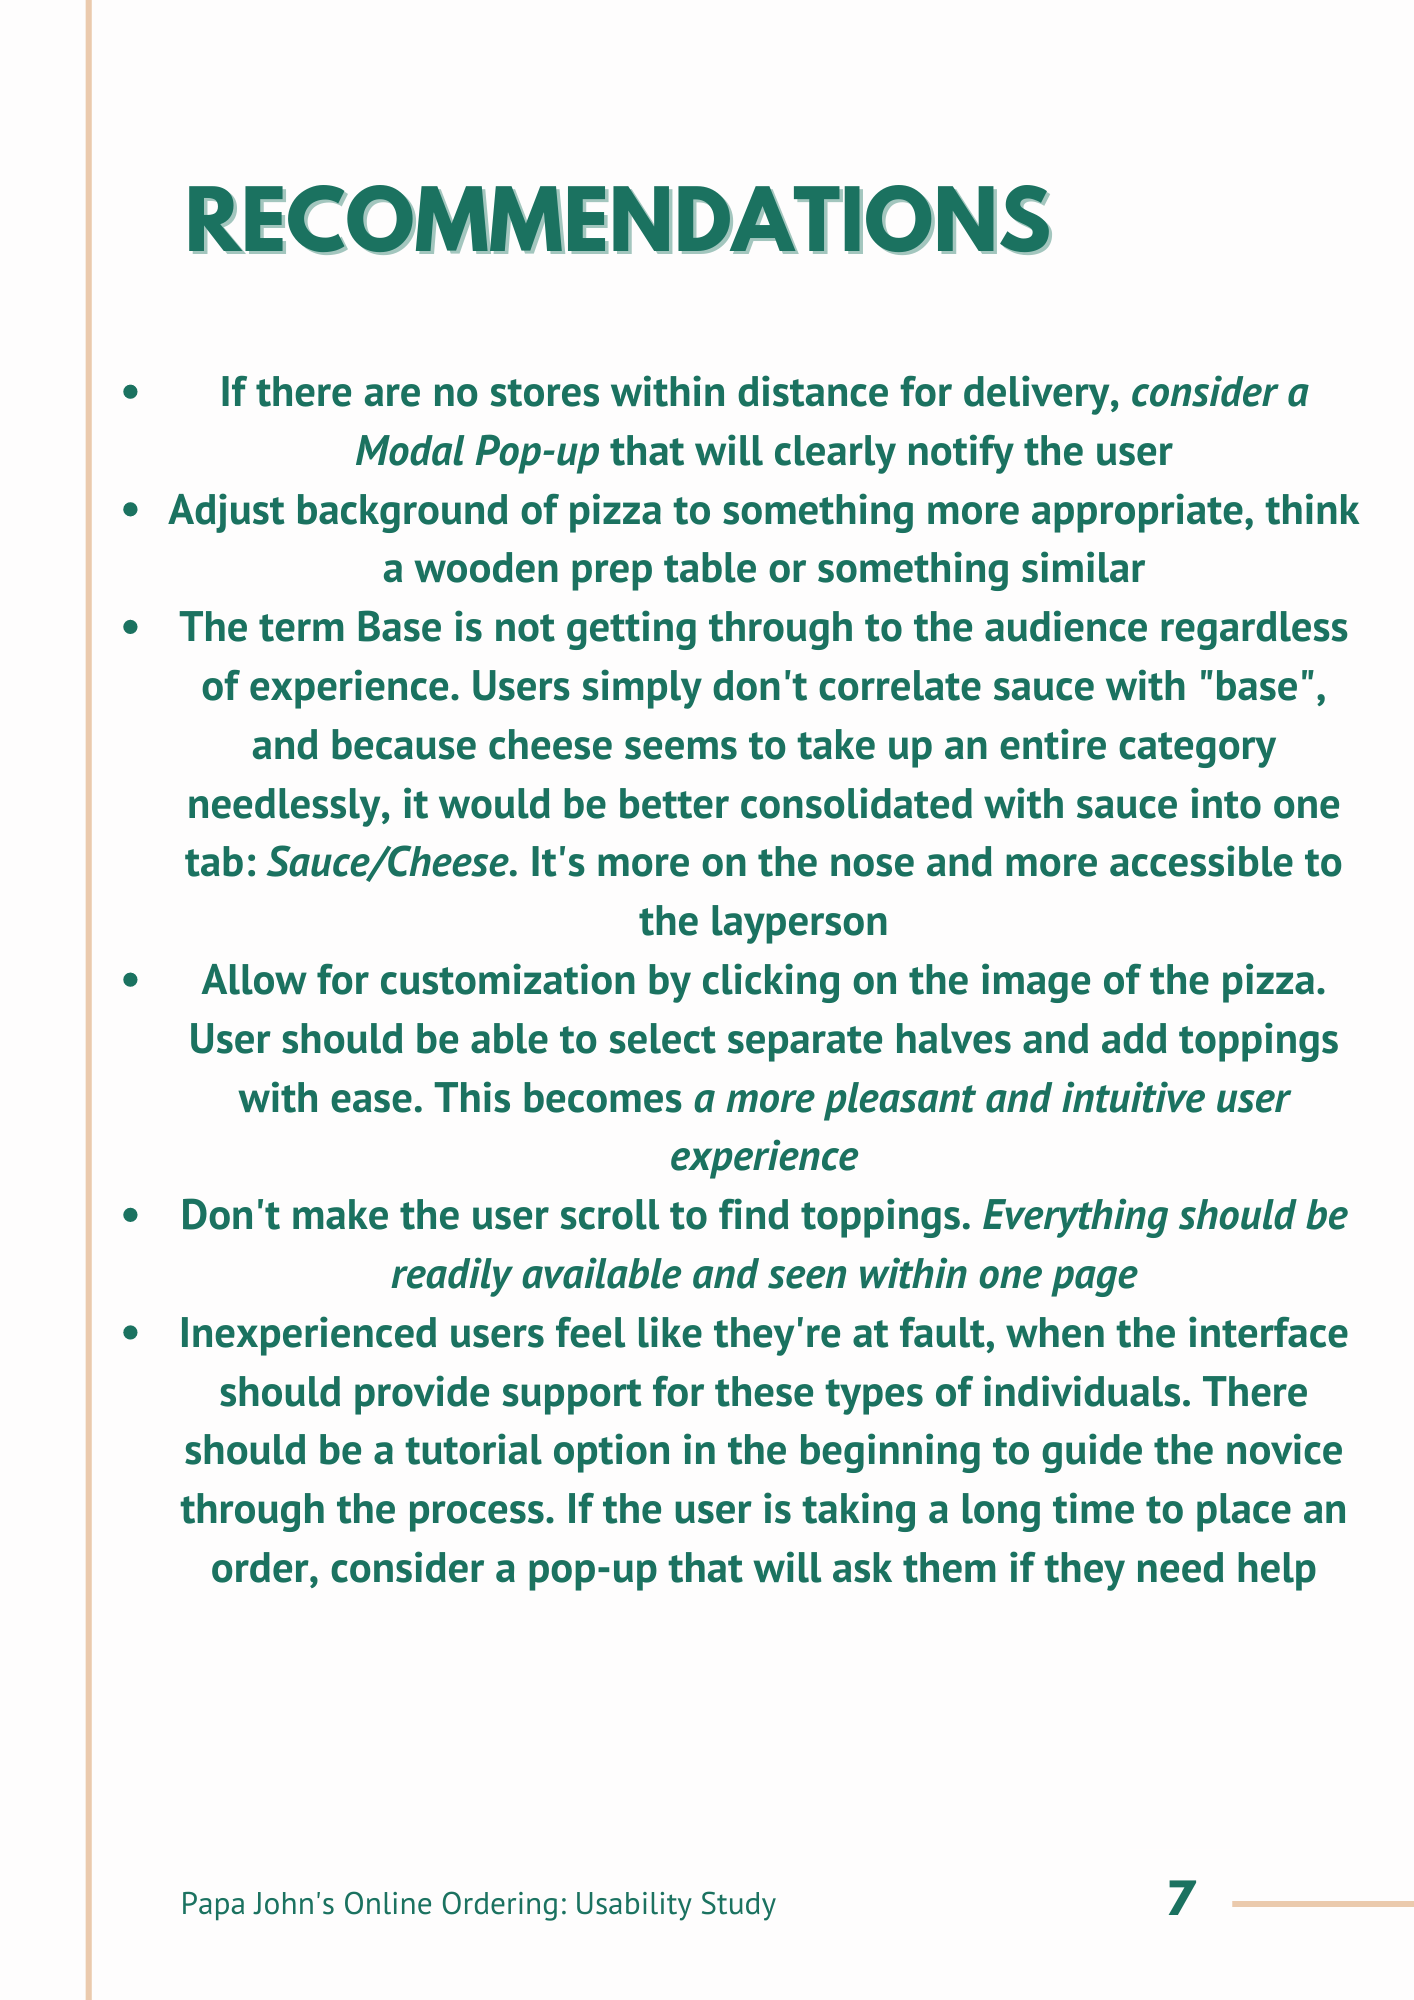 RECOMMENDATIONS
• If there are no stores within distance for delivery, consider a
Modal Pop-up that will clearly notify the user
• Adjust background of pizza to something more appropriate, think
a wooden prep table or something similar
• The term Base is not getting through to the audience regardless
of experience. Users simply don't correlate sauce with "base",
and because cheese seems to take up an entire category
needlessly, it would be better consolidated with sauce into one
tab: Sauce/Cheese. It's more on the nose and more accessible to
the layperson
• Allow for customization by clicking on the image of the pizza.
User should be able to select separate halves and add toppings
with ease. This becomes a more pleasant and intuitive user
experience
• Don't make the user scroll to find toppings. Everything should be
readily available and seen within one page
• Inexperienced users feel like they're at fault, when the interface
should provide support for these types of individuals. There
should be a tutorial option in the beginning to guide the novice
through the process. If the user is taking a long time to place an
order, consider a pop-up that will ask them if they need help
Papa John's Online Ordering: Usability Study
7